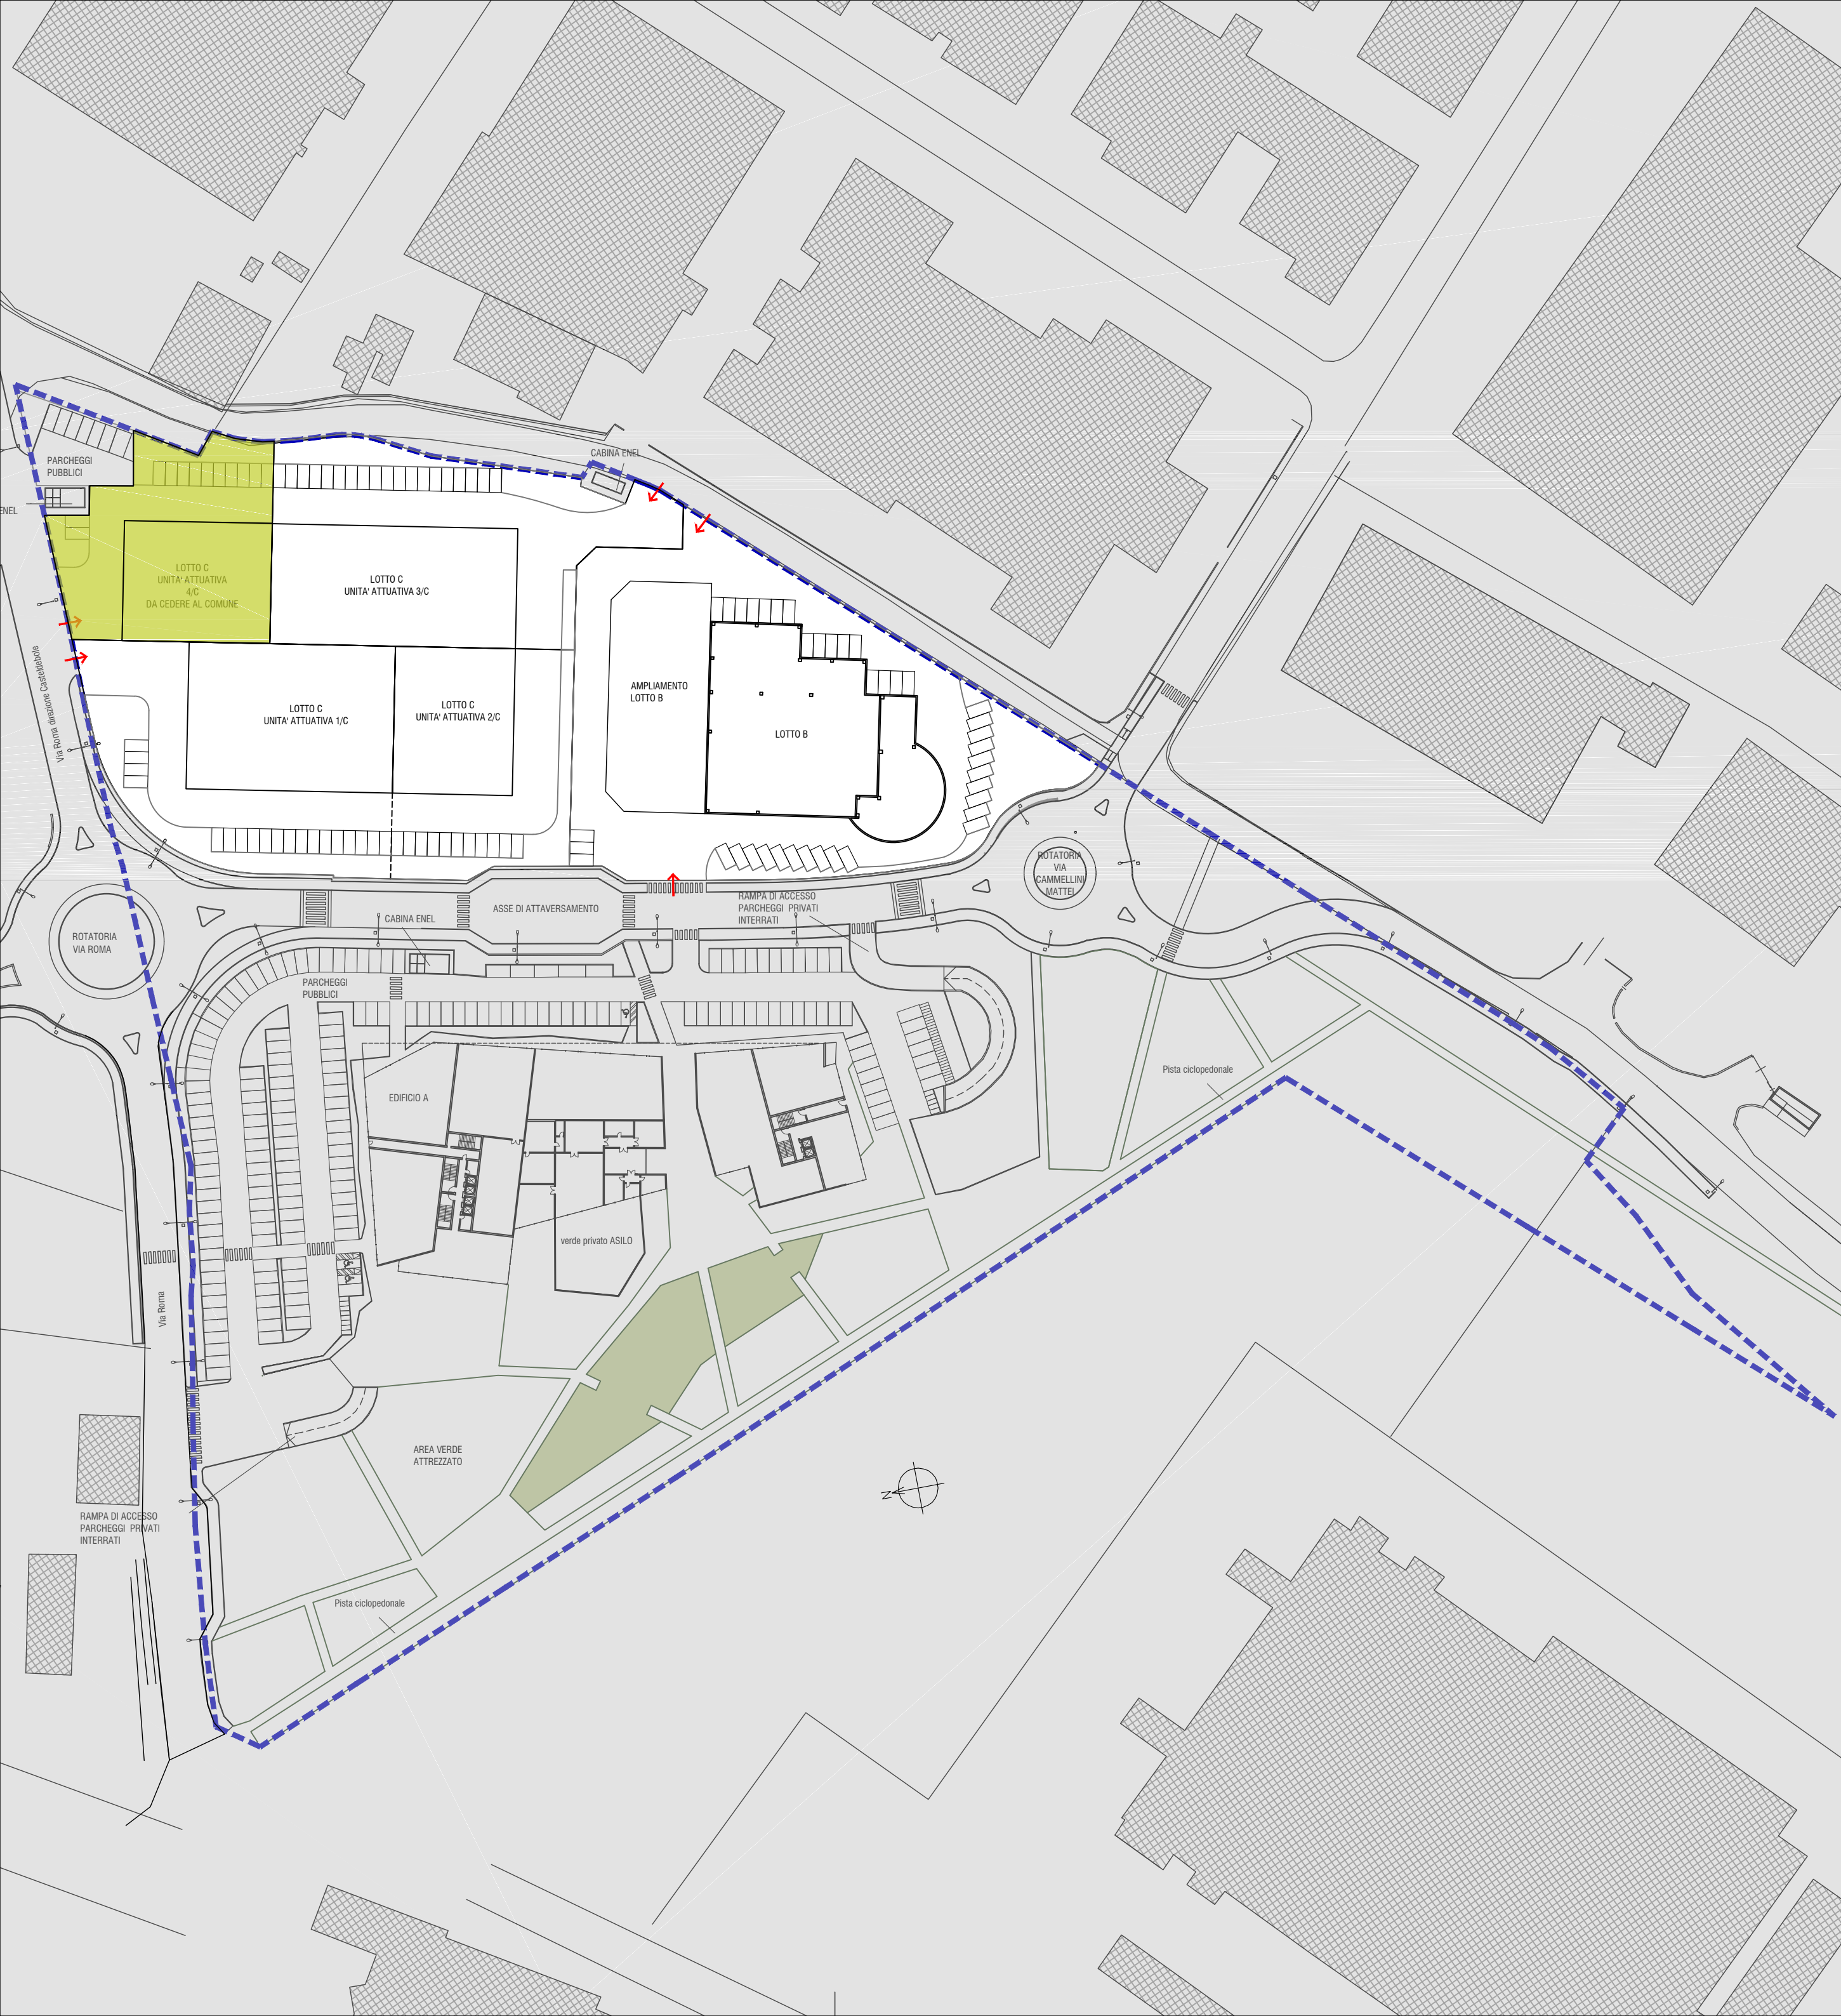 CABINA ENEL
PARCHEGGI
PUBBLICI
ENEL
LOTTO C
UNITA' ATTUATIVA
4/C
DA CEDERE AL COMUNE
LOTTO C
UNITA' ATTUATIVA 3/C
Via Roma direzione Casteldebole
LOTTO C
UNITA' ATTUATIVA 1/C
LOTTO C
UNITA' ATTUATIVA 2/C
AMPLIAMENTO
LOTTO B
LOTTO B
ROTATORIA
VIA
CAMMELLINI
MATTEI
ROTATORIA
VIA ROMA
CABINA ENEL
ASSE DI ATTAVERSAMENTO
RAMPA DI ACCESSO
PARCHEGGI PRIVATI
INTERRATI
PARCHEGGI
PUBBLICI
EDIFICIO A
Pista ciclopedonale
verde privato ASILO
Via Roma
AREA VERDE
ATTREZZATO
N
RAMPA DI ACCESSO
PARCHEGGI PRIVATI
INTERRATI
Pista ciclopedonale